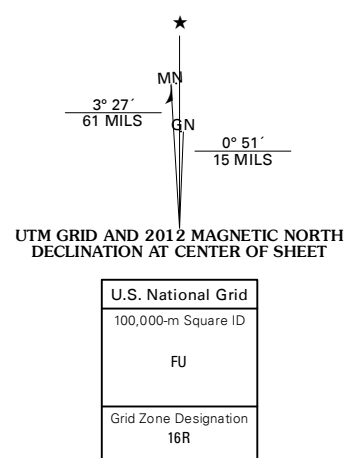 ★
MN
3° 27´
61 MILS
GN
0° 51´
15 MILS
UTM GRID AND 2012 MAGNETIC NORTH
DECLINATION AT CENTER OF SHEET
U.S. National Grid
100,000-m Square ID
FU
Grid Zone Designation
16R